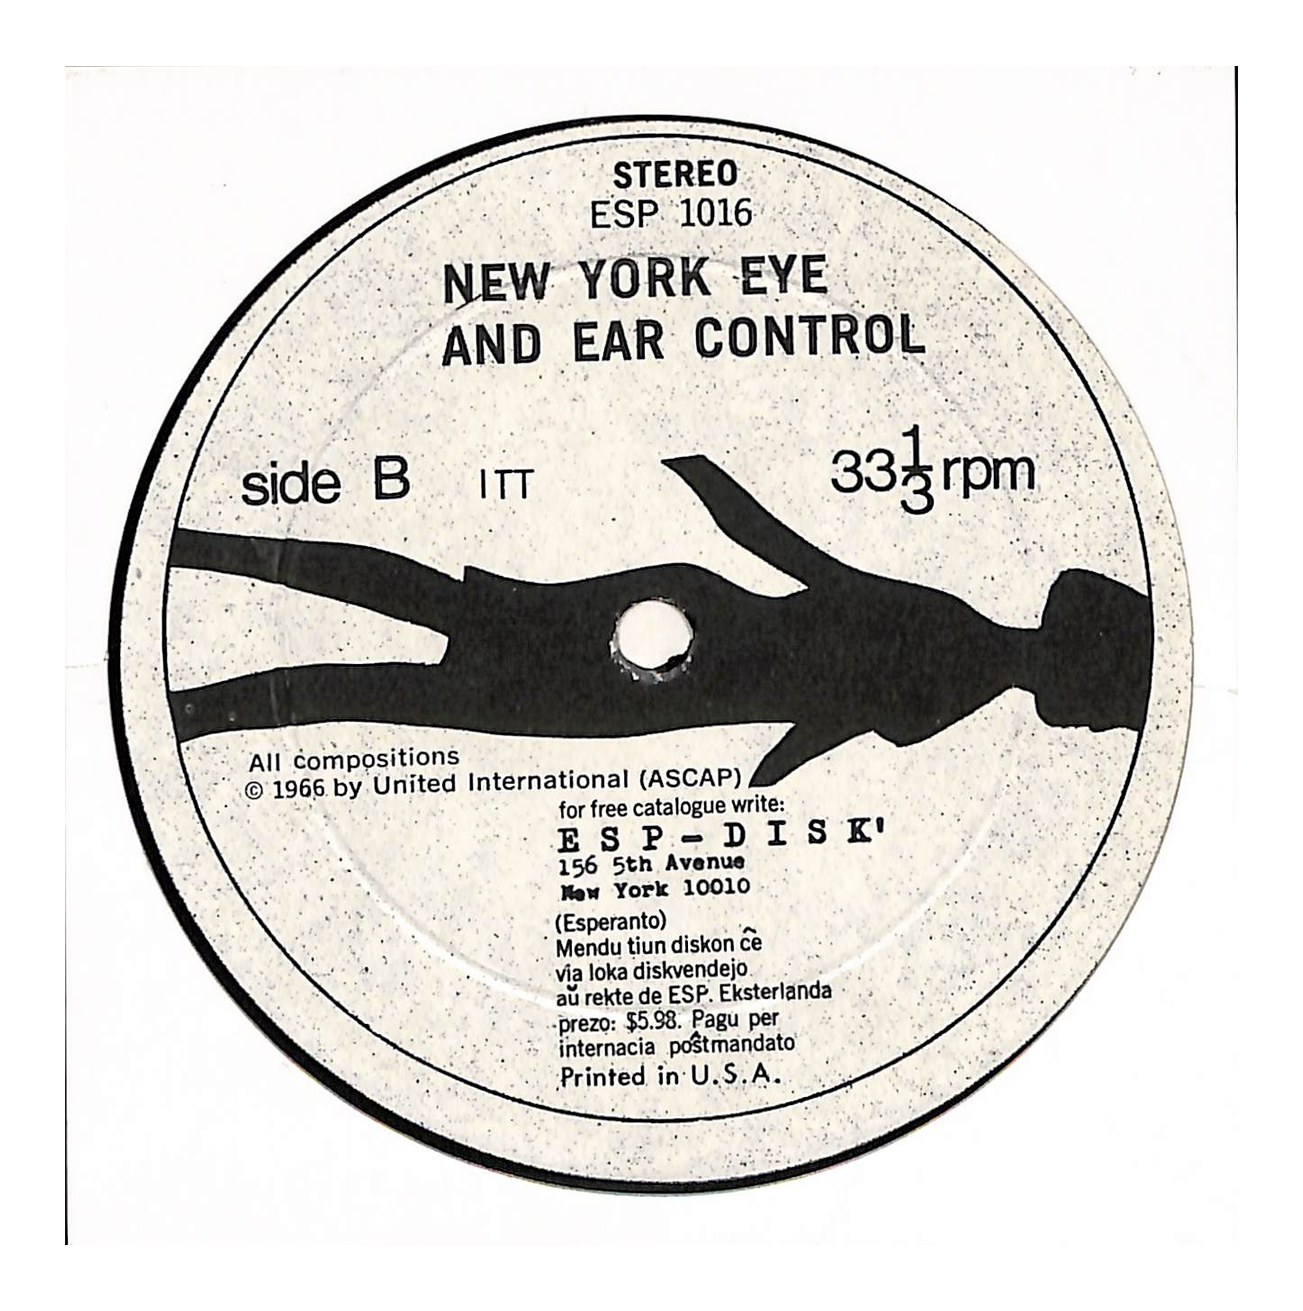 STEREO
ESP 1016
NEW YORK EYE
AND EAR CONTROL
side B ITT 33⅓ rpm
All compositions
© 1966 by United International (ASCAP)
for free catalogue write:
ESP-DISK'
156 5th Avenue
New York 10010
(Esperanto)
Mendu tiun diskon ĉe
via loka diskvendejo
aŭ rekte de ESP. Eksterlanda
prezo: $5.98. Pagu per
internacia poŝtmandato
Printed in U.S.A.